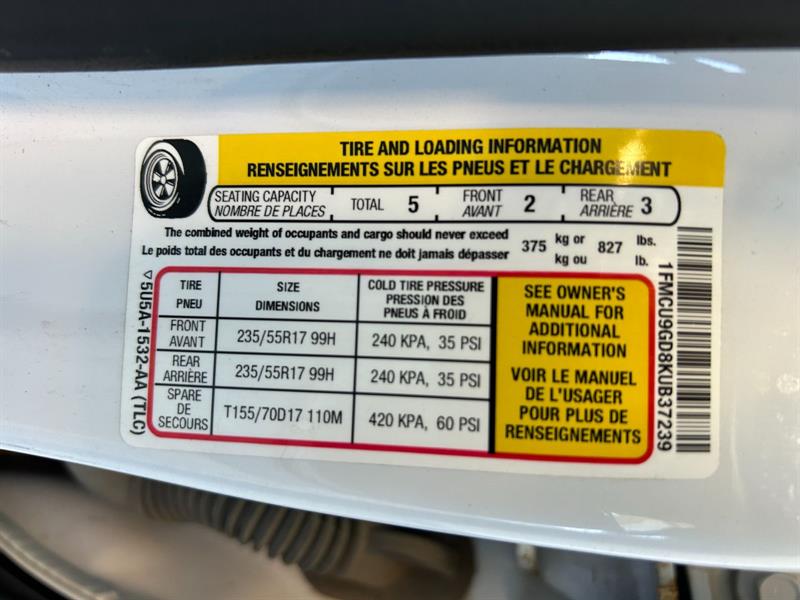 TIRE AND LOADING INFORMATION
RENSEIGNEMENTS SUR LES PNEUS ET LE CHARGEMENT
SEATING CAPACITY
NOMBRE DE PLACES
TOTAL 5
FRONT
AVANT
2
REAR
ARRIÈRE
3
The combined weight of occupants and cargo should never exceed
Le poids total des occupants et du chargement ne doit jamais dépasser
375
kg or
kg ou
827
lbs.
lb.
TIRE
PNEU
SIZE
DIMENSIONS
COLD TIRE PRESSURE
PRESSION DES
PNEUS À FROID
FRONT
AVANT
235/55R17 99H
240 KPA, 35 PSI
REAR
ARRIÈRE
235/55R17 99H
240 KPA, 35 PSI
SPARE
DE
SECOURS
T155/70D17 110M
420 KPA, 60 PSI
SEE OWNER'S
MANUAL FOR
ADDITIONAL
INFORMATION
VOIR LE MANUEL
DE L'USAGER
POUR PLUS DE
RENSEIGNEMENTS
5U5A-1532-AA (TLC)
1FMCU9GD8KUB37239